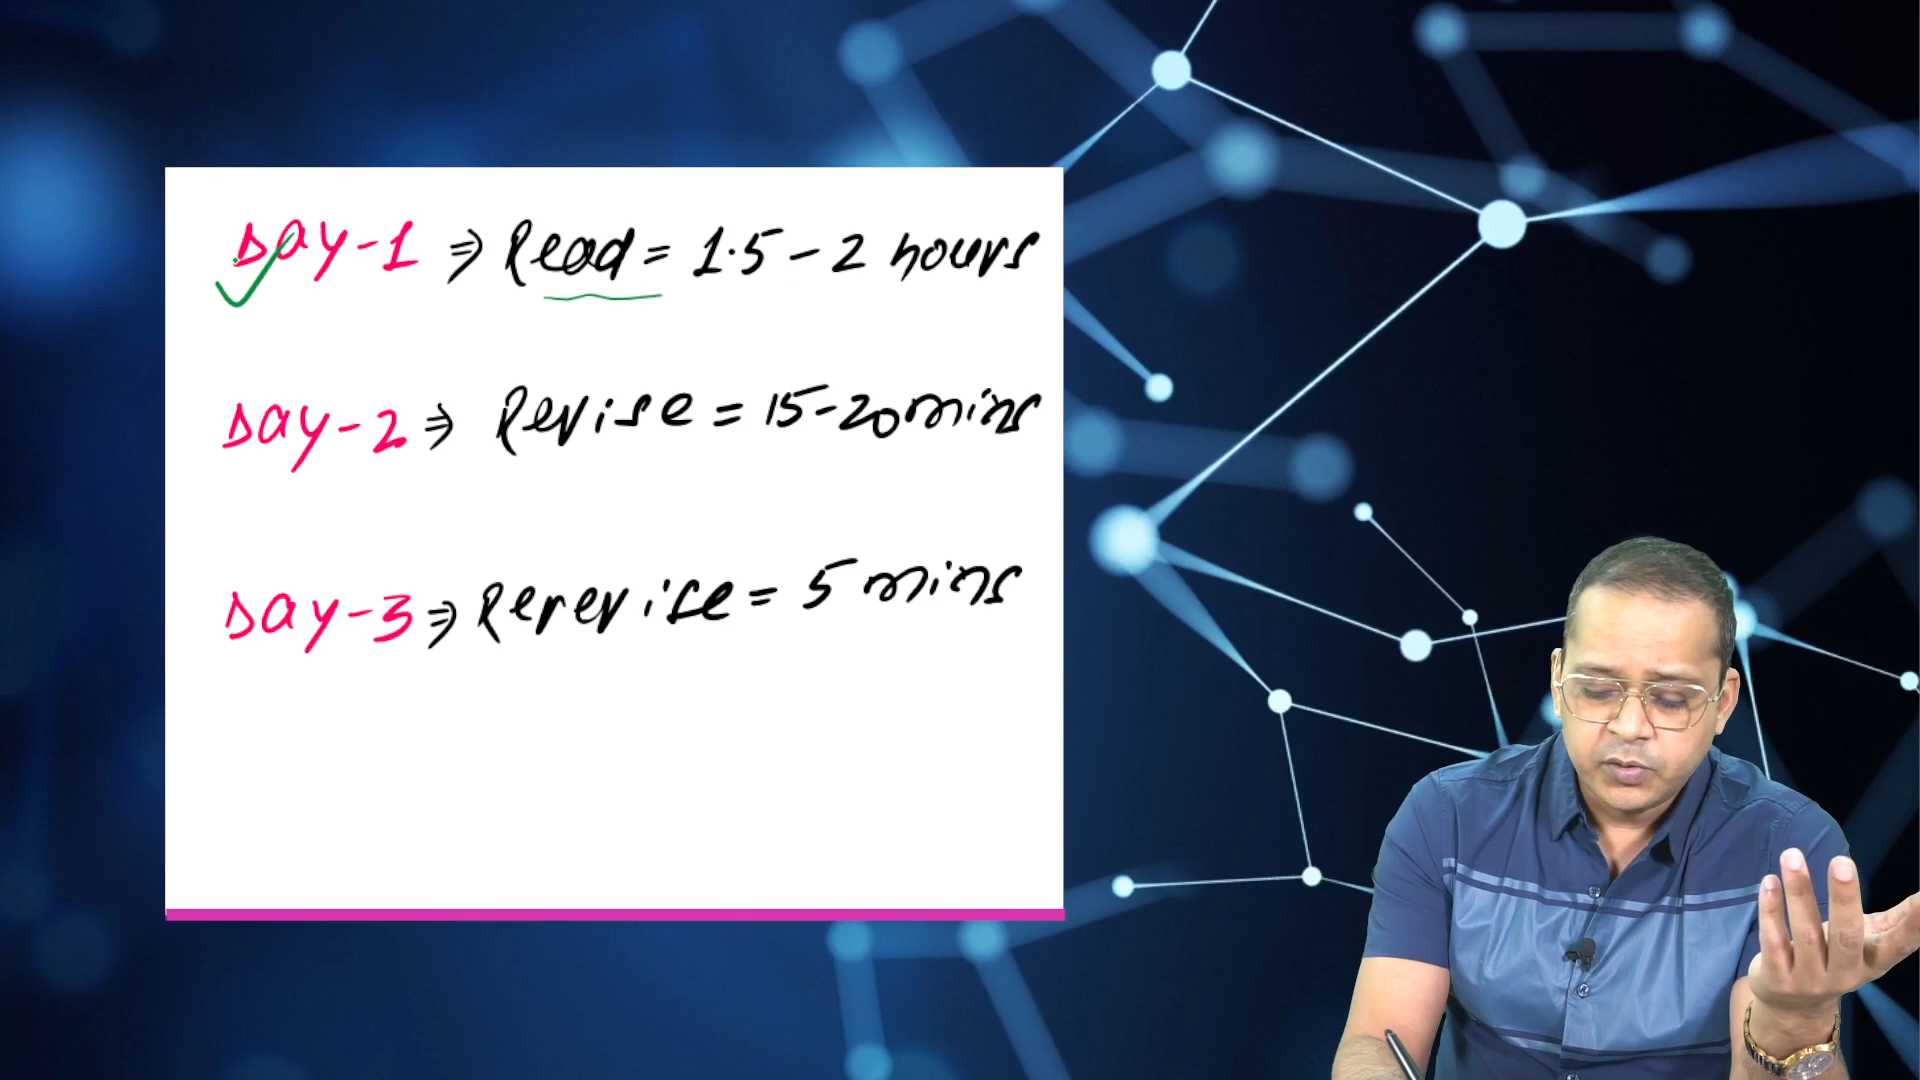 Day-1 ⇒ Read = 1.5 - 2 hours
Day-2 ⇒ Revise = 15-20 mins
Day-3 ⇒ Rerevise = 5 mins